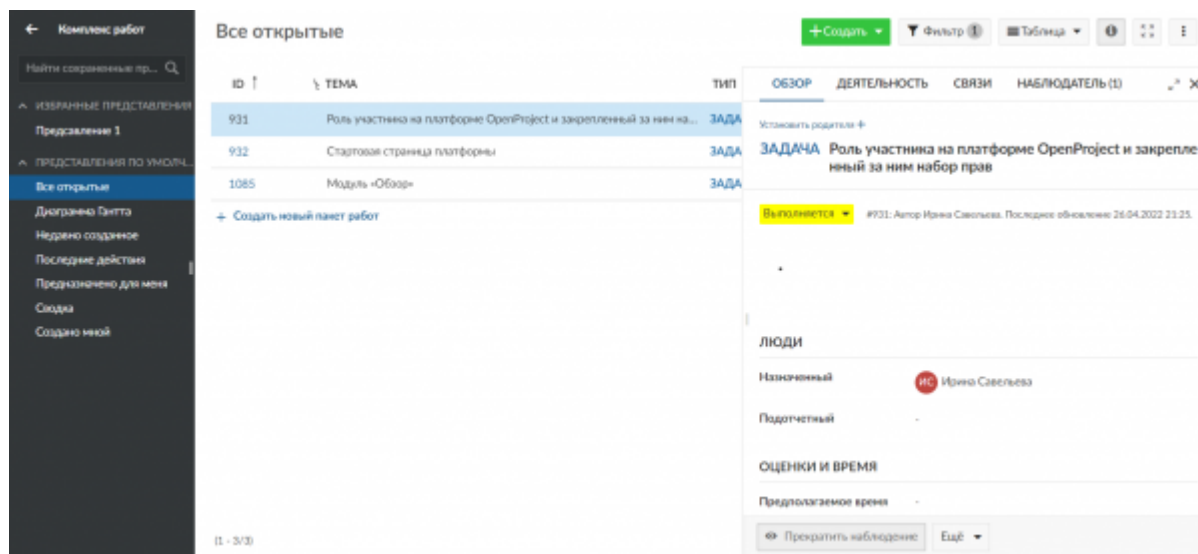 Комплекс работ
Найти сохраненные пр...
ИЗБРАННЫЕ ПРЕДСТАВЛЕНИЯ
Предсавление 1
ПРЕДСТАВЛЕНИЯ ПО УМОЛЧ...
Все открытые
Диаграмма Гантта
Недавно созданное
Последние действия
Предназначено для меня
Сводка
Создано мной
Все открытые
+Создать
Фильтр 1
Таблица
ID ТЕМА ТИП
931 Роль участника на платформе OpenProject и закрепленный за ним на... ЗАДА
932 Стартовая страница платформы ЗАДА
1085 Модуль «Обзор» ЗАДА
+ Создать новый пакет работ
(1 - 3/3)
ОБЗОР ДЕЯТЕЛЬНОСТЬ СВЯЗИ НАБЛЮДАТЕЛЬ (1)
Установить родителя +
ЗАДАЧА Роль участника на платформе OpenProject и закрепле
нный за ним набор прав
Выполняется #931: Автор Ирина Савельева. Последнее обновление 26.04.2022 21:25.
ЛЮДИ
Назначенный ИС Ирина Савельева
Подотчетный -
ОЦЕНКИ И ВРЕМЯ
Предполагаемое время -
Прекратить наблюдение Ещё